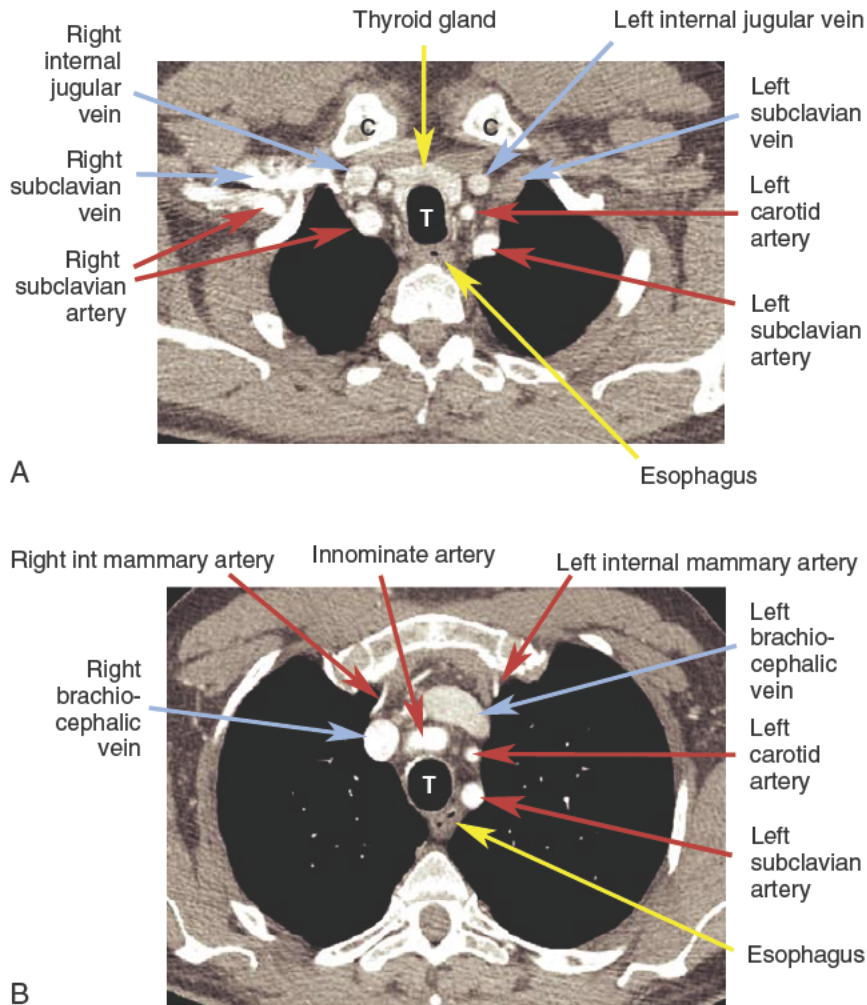 Right
internal
jugular
vein
Thyroid gland
Left internal jugular vein
Right
subclavian
vein
Right
subclavian
artery
C
C
T
Left
subclavian
vein
Left
carotid
artery
Left
subclavian
artery
Esophagus
A
Right int mammary artery
Innominate artery
Left internal mammary artery
Right
brachio-
cephalic
vein
T
Left
brachio-
cephalic
vein
Left
carotid
artery
Left
subclavian
artery
Esophagus
B